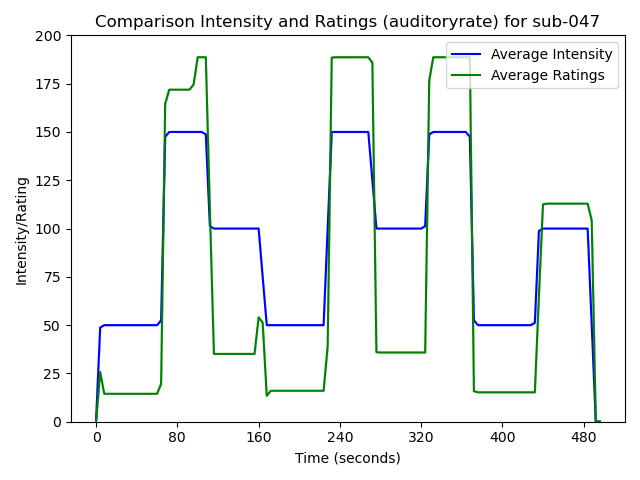 Comparison Intensity and Ratings (auditoryrate) for sub-047
Average Intensity
Average Ratings
Intensity/Rating
200
175
150
125
100
75
50
25
0
0 80 160 240 320 400 480
Time (seconds)